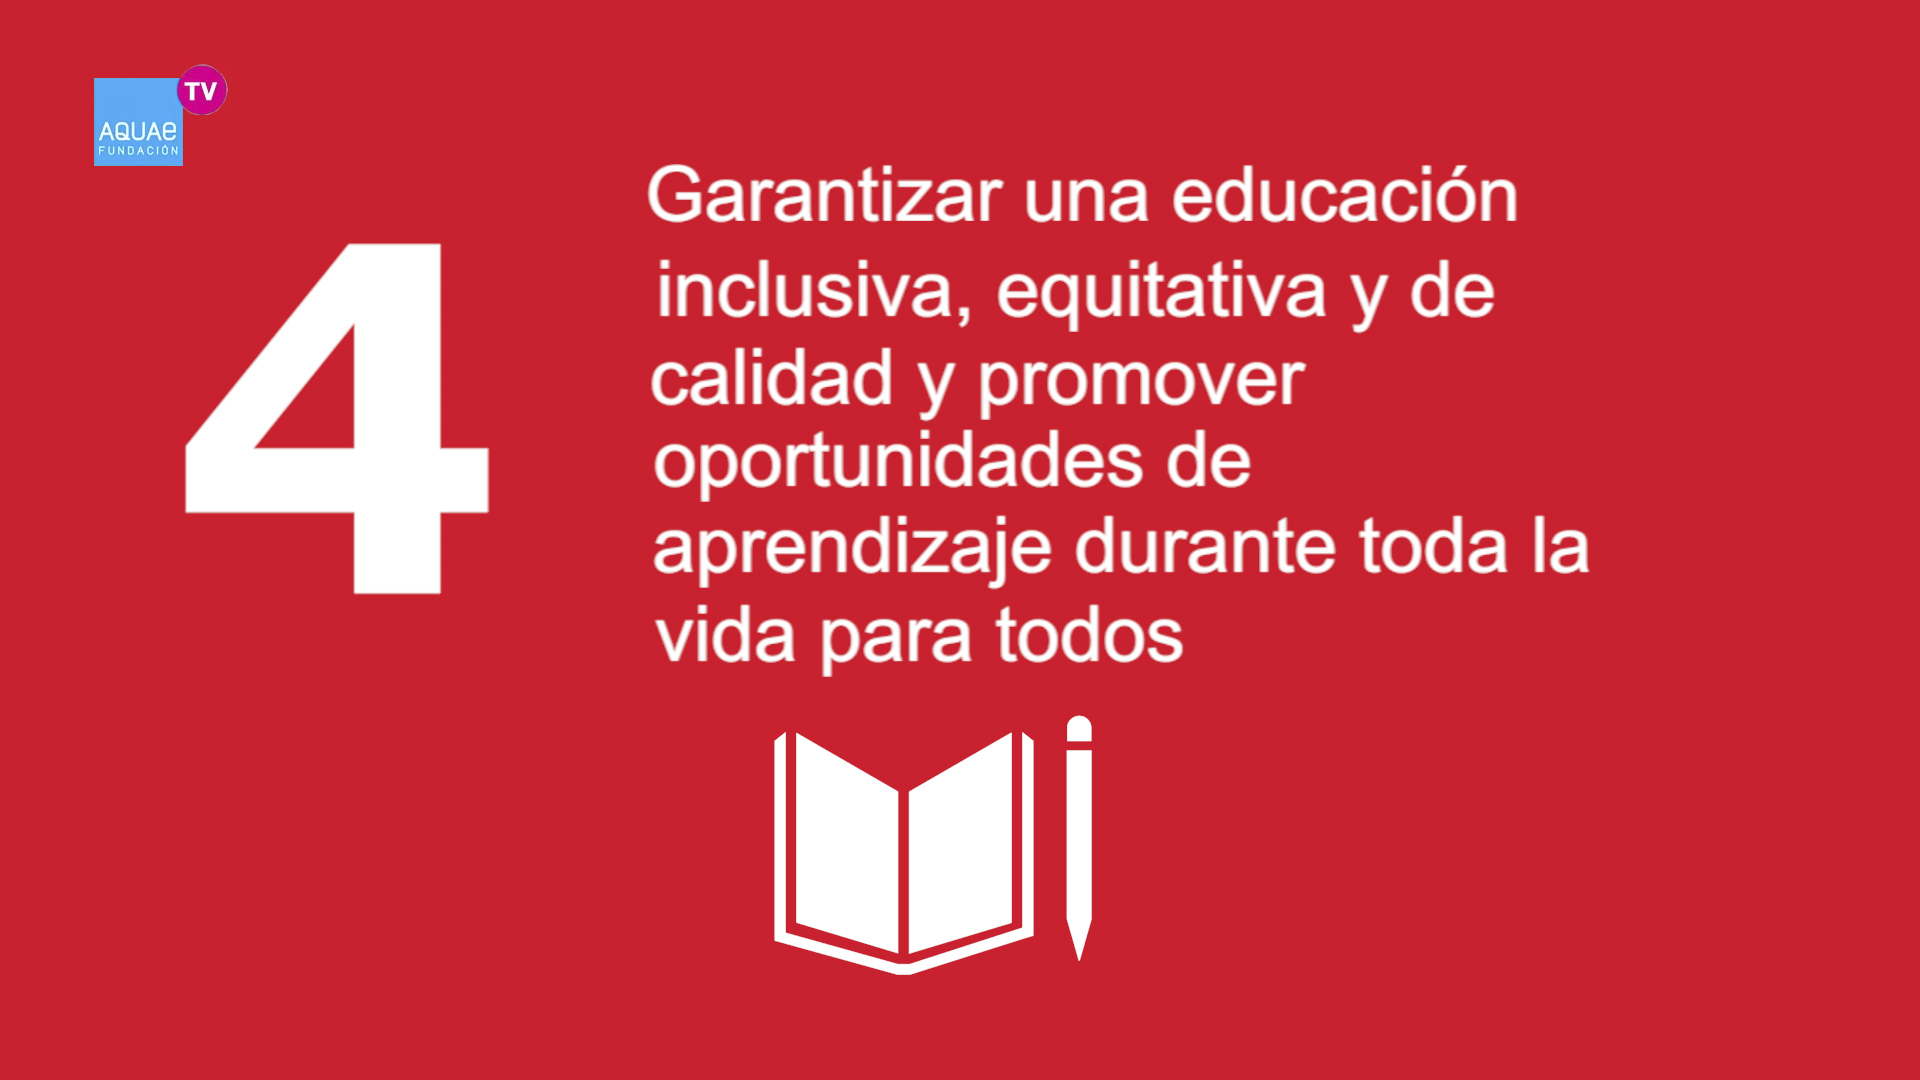 TV
AQUAE
FUNDACIÓN
4
Garantizar una educación
inclusiva, equitativa y de
calidad y promover
oportunidades de
aprendizaje durante toda la
vida para todos